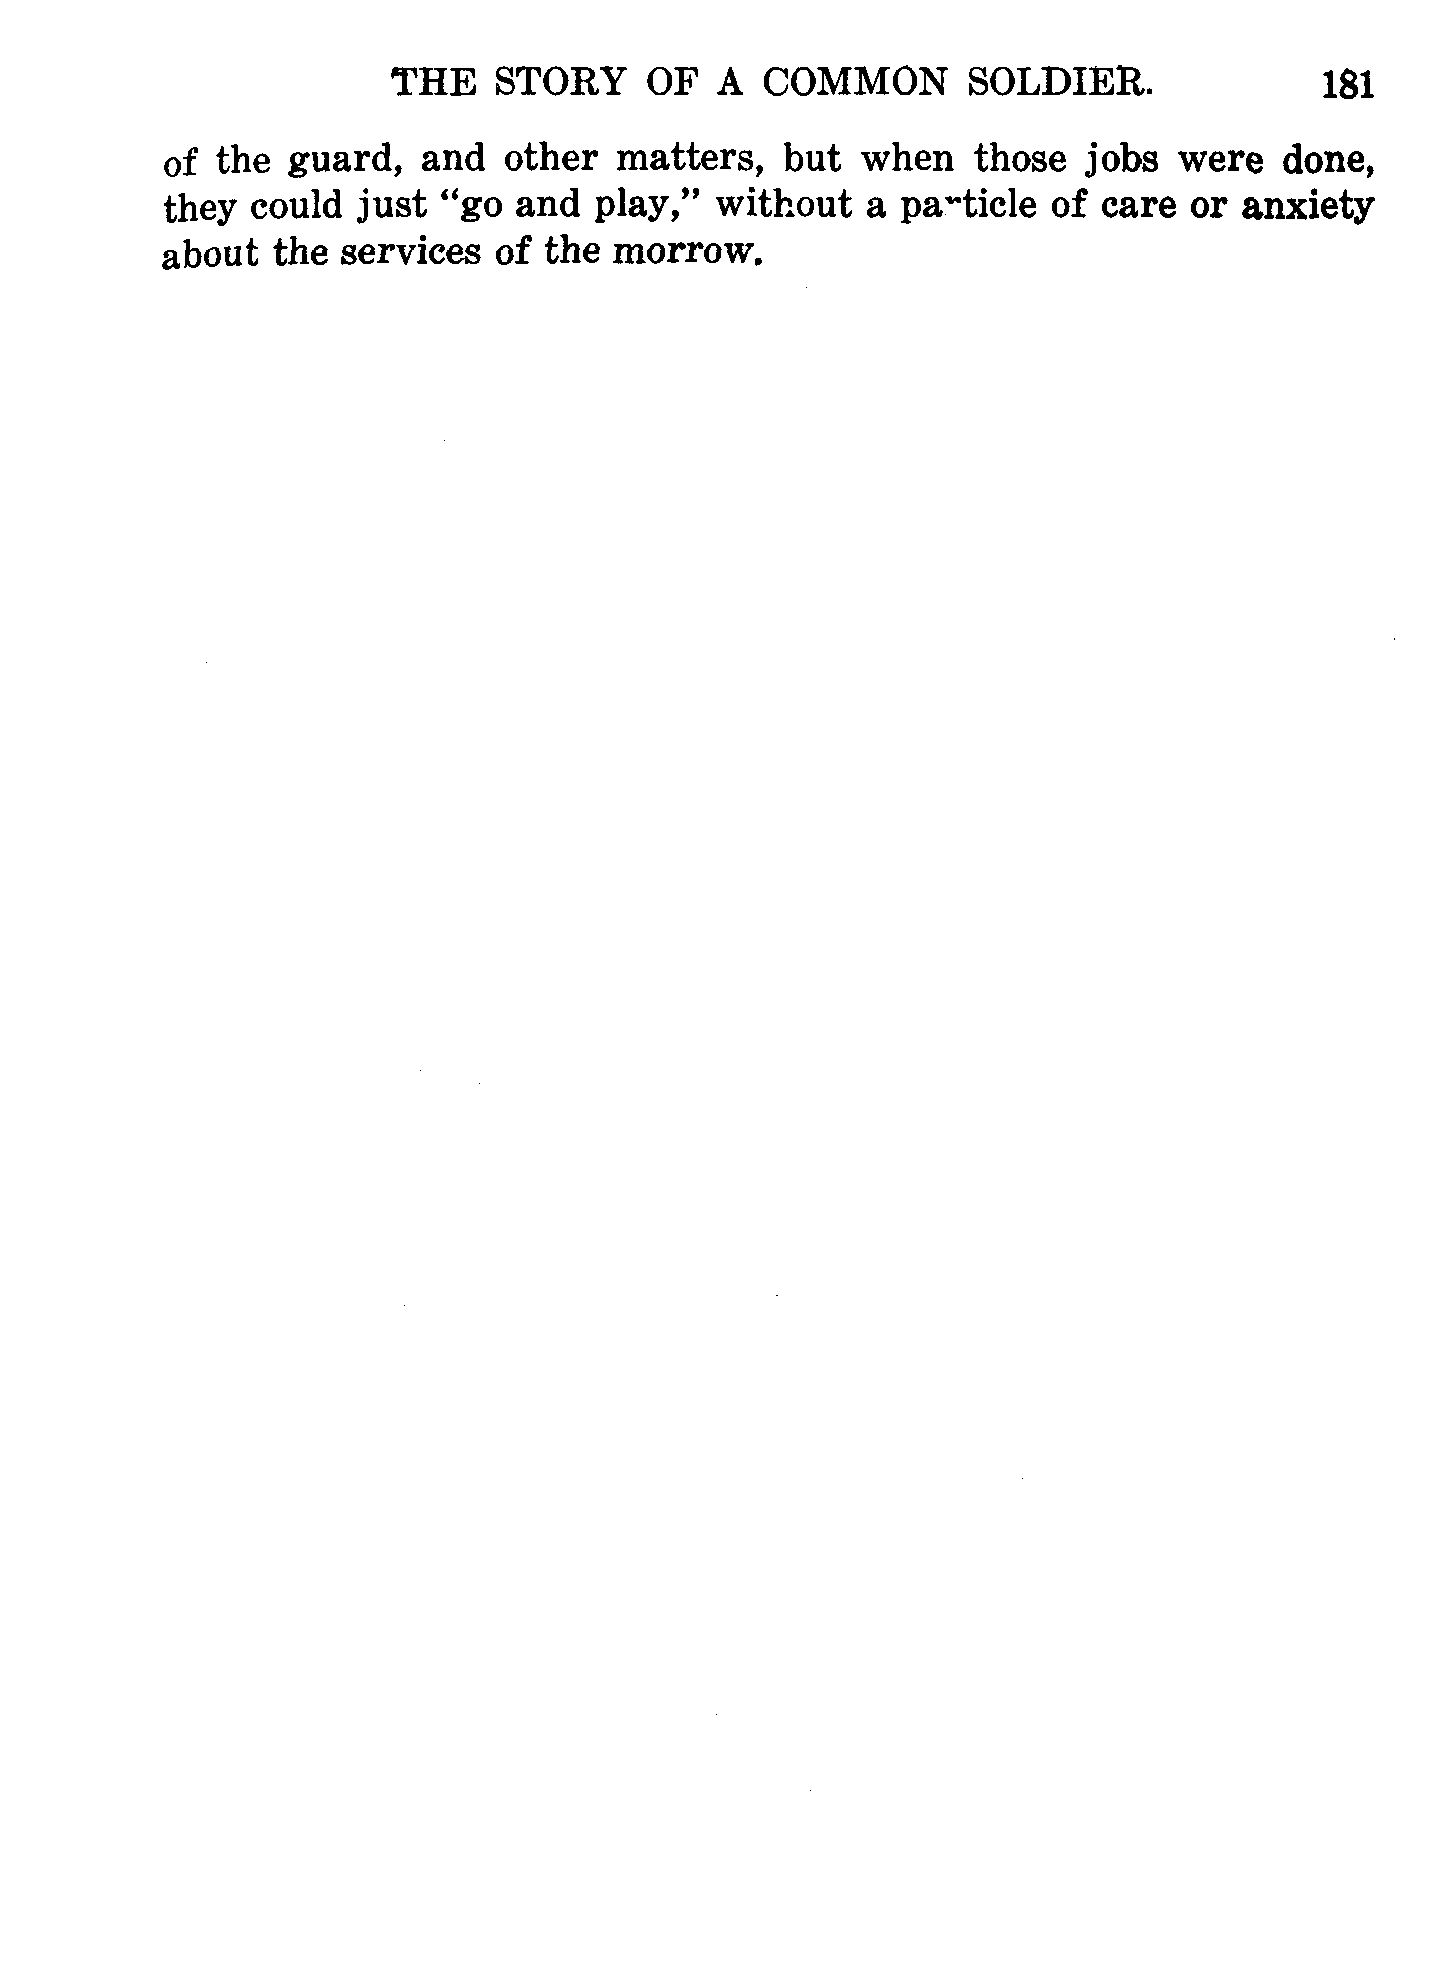 THE STORY OF A COMMON SOLDIER. 181
of the guard, and other matters, but when those jobs were done,
they could just “go and play,” without a particle of care or anxiety
about the services of the morrow.